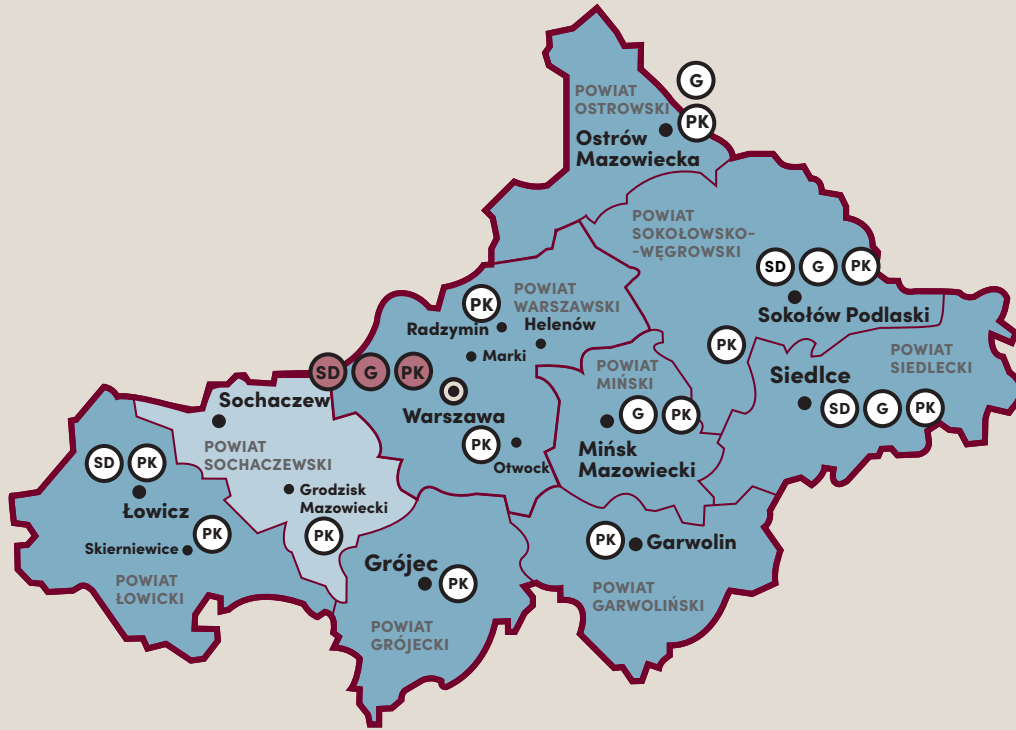 G
POWIAT
OSTROWSKI
PK
Ostrów
Mazowiecka
POWIAT
SOKOŁOWSKO-
-WĘGROWSKI
SD G PK
Sokołów Podlaski
POWIAT
WARSZAWSKI
PK
Radzymin
Helenów
Marki
SD G PK
Warszawa
PK
Otwock
PK
POWIAT
MIŃSKI
G PK
Mińsk
Mazowiecki
POWIAT
SIEDLECKI
Siedlce
SD G PK
Sochaczew
POWIAT
SOCHACZEWSKI
Grodzisk
Mazowiecki
PK
SD PK
Łowicz
PK
Skierniewice
POWIAT
ŁOWICKI
Grójec
PK
POWIAT
GRÓJECKI
PK
Garwolin
POWIAT
GARWOLIŃSKI